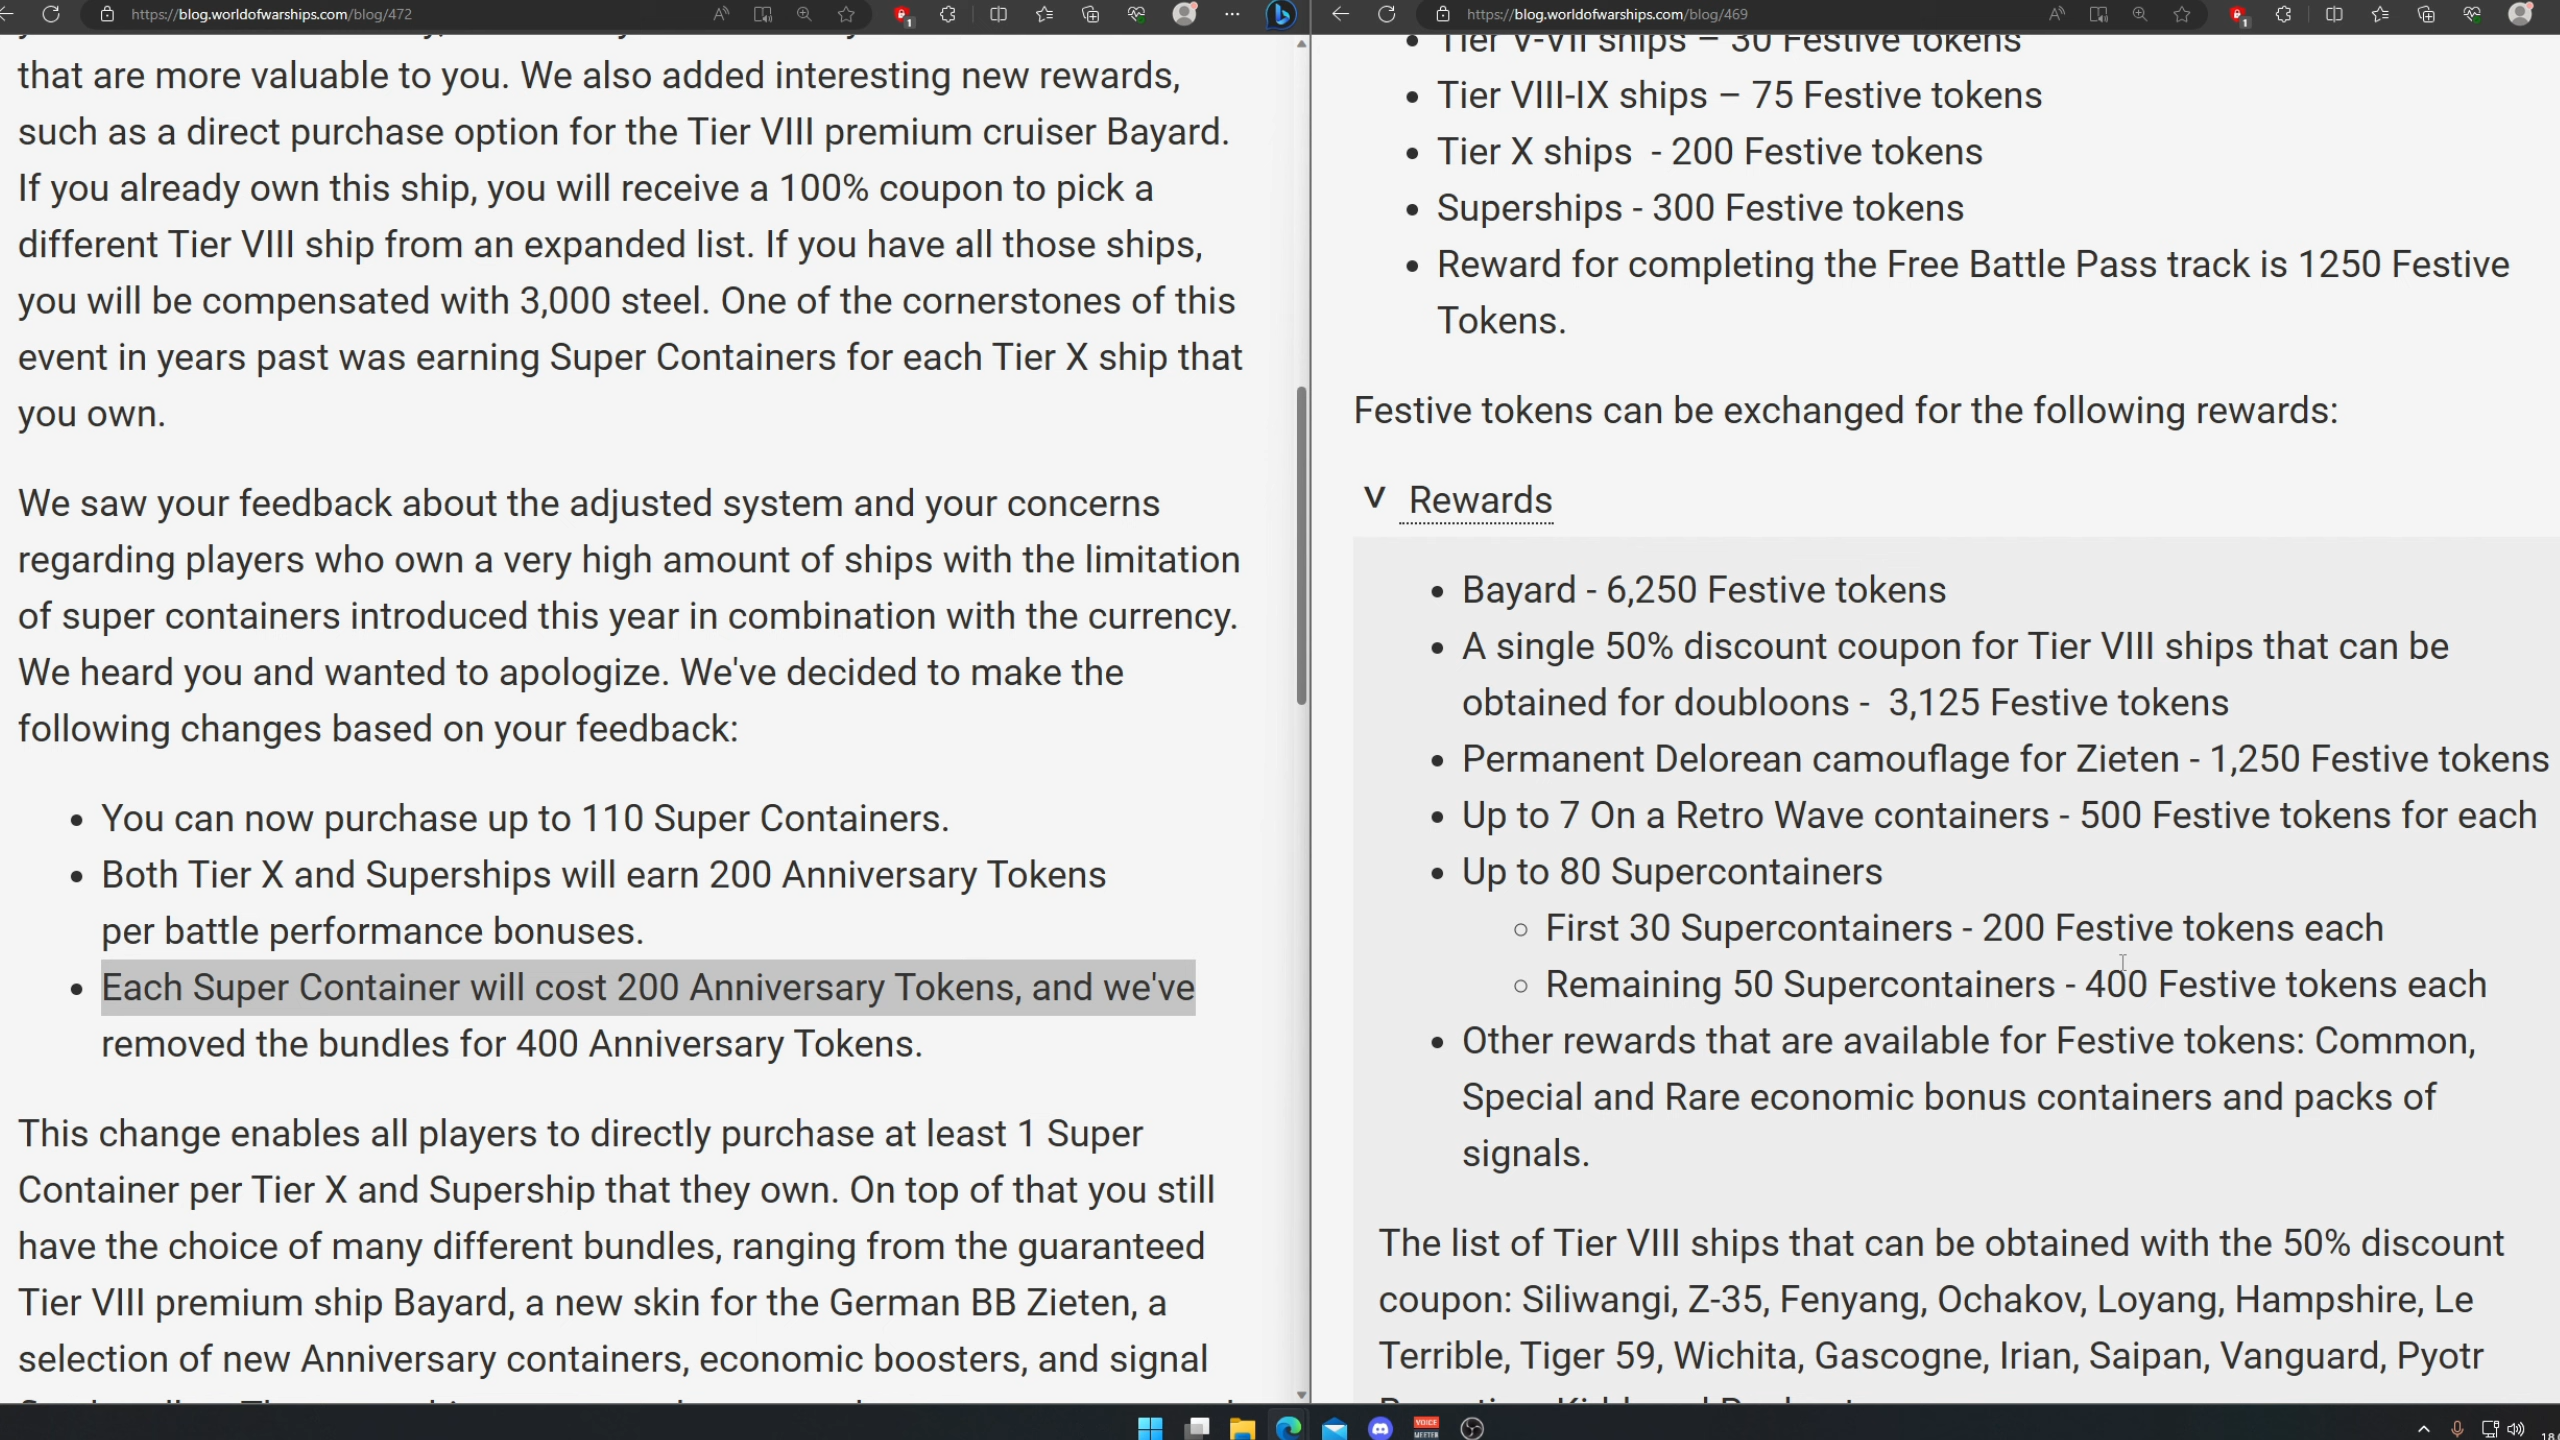 https://blog.worldofwarships.com/blog/472
that are more valuable to you. We also added interesting new rewards,
such as a direct purchase option for the Tier VIII premium cruiser Bayard.
If you already own this ship, you will receive a 100% coupon to pick a
different Tier VIII ship from an expanded list. If you have all those ships,
you will be compensated with 3,000 steel. One of the cornerstones of this
event in years past was earning Super Containers for each Tier X ship that
you own.
We saw your feedback about the adjusted system and your concerns
regarding players who own a very high amount of ships with the limitation
of super containers introduced this year in combination with the currency.
We heard you and wanted to apologize. We've decided to make the
following changes based on your feedback:
• You can now purchase up to 110 Super Containers.
• Both Tier X and Superships will earn 200 Anniversary Tokens
per battle performance bonuses.
• Each Super Container will cost 200 Anniversary Tokens, and we've
removed the bundles for 400 Anniversary Tokens.
This change enables all players to directly purchase at least 1 Super
Container per Tier X and Supership that they own. On top of that you still
have the choice of many different bundles, ranging from the guaranteed
Tier VIII premium ship Bayard, a new skin for the German BB Zieten, a
selection of new Anniversary containers, economic boosters, and signal
https://blog.worldofwarships.com/blog/469
• Tier V-VII ships – 30 Festive tokens
• Tier VIII-IX ships – 75 Festive tokens
• Tier X ships - 200 Festive tokens
• Superships - 300 Festive tokens
• Reward for completing the Free Battle Pass track is 1250 Festive
Tokens.
Festive tokens can be exchanged for the following rewards:
V Rewards
• Bayard - 6,250 Festive tokens
• A single 50% discount coupon for Tier VIII ships that can be
obtained for doubloons - 3,125 Festive tokens
• Permanent Delorean camouflage for Zieten - 1,250 Festive tokens
• Up to 7 On a Retro Wave containers - 500 Festive tokens for each
• Up to 80 Supercontainers
○ First 30 Supercontainers - 200 Festive tokens each
○ Remaining 50 Supercontainers - 400 Festive tokens each
• Other rewards that are available for Festive tokens: Common,
Special and Rare economic bonus containers and packs of
signals.
The list of Tier VIII ships that can be obtained with the 50% discount
coupon: Siliwangi, Z-35, Fenyang, Ochakov, Loyang, Hampshire, Le
Terrible, Tiger 59, Wichita, Gascogne, Irian, Saipan, Vanguard, Pyotr
VOICE
MEETER